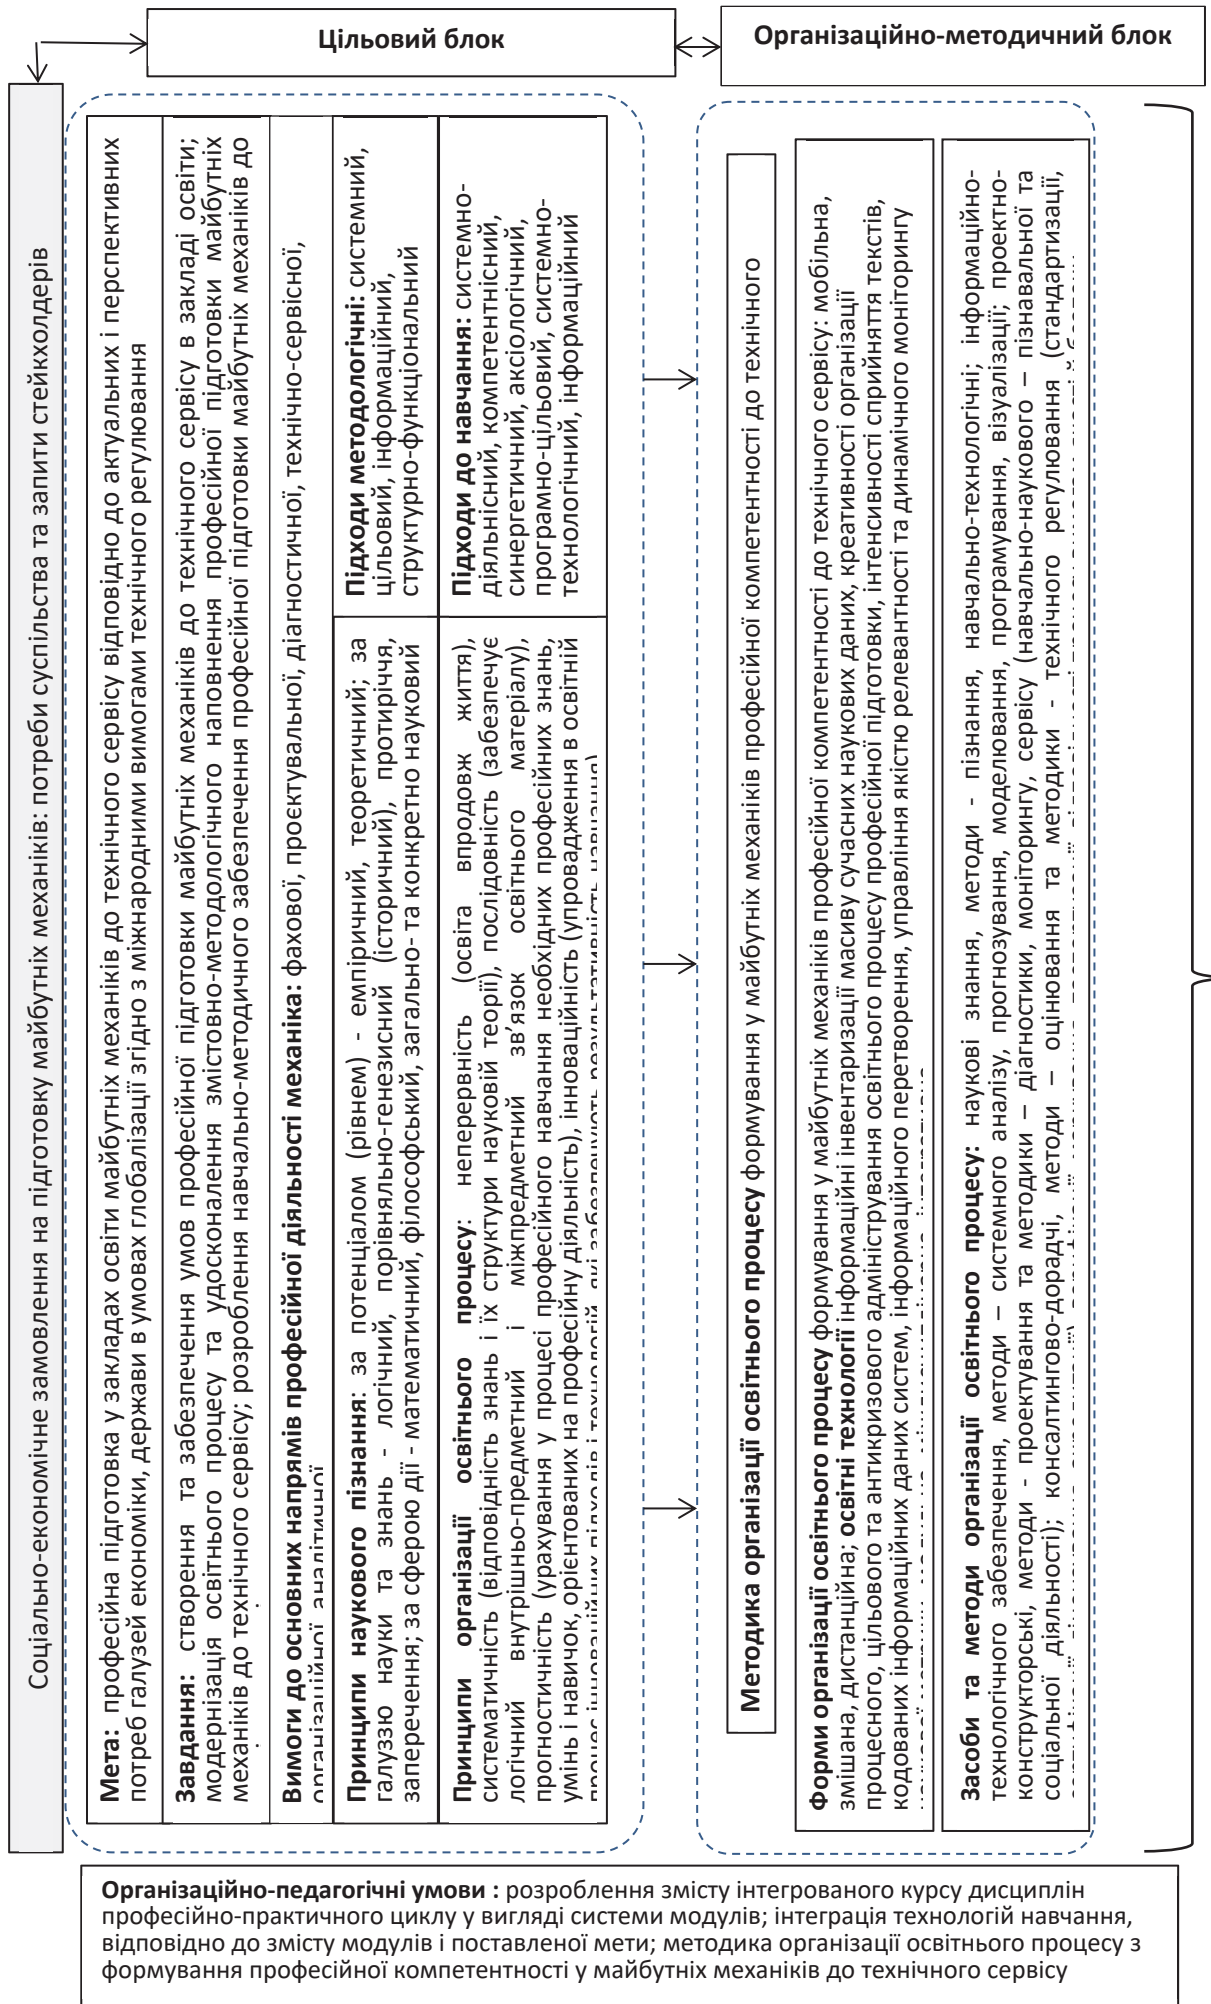 Цільовий блок
Організаційно-методичний блок
Соціально-економічне замовлення на підготовку майбутніх механіків: потреби суспільства та запити стейкхолдерів
Мета: професійна підготовка у закладах освіти майбутніх механіків до технічного сервісу відповідно до актуальних і перспективних
потреб галузей економіки, держави в умовах глобалізації згідно з міжнародними вимогами технічного регулювання
Завдання: створення та забезпечення умов професійної підготовки майбутніх механіків до технічного сервісу в закладі освіти;
модернізація освітнього процесу та удосконалення змістовно-методологічного наповнення професійної підготовки майбутніх
механіків до технічного сервісу; розроблення навчально-методичного забезпечення професійної підготовки майбутніх механіків до
Вимоги до основних напрямів професійної діяльності механіка: фахової, проєктувальної, діагностичної, технічно-сервісної,
організаційної, аналітичної
Принципи наукового пізнання: за потенціалом (рівнем) - емпіричний, теоретичний; за
галуззю науки та знань - логічний, порівняльно-генезисний (історичний), протиріччя,
заперечення; за сферою дії - математичний, філософський, загально- та конкретно науковий
Підходи методологічні: системний,
цільовий, інформаційний,
структурно-функціональний
Принципи організації освітнього процесу: неперервність (освіта впродовж життя),
систематичність (відповідність знань і їх структури науковій теорії), послідовність (забезпечує
логічний внутрішньо-предметний і міжпредметний зв’язок освітнього матеріалу),
прогностичність (урахування у процесі професійного навчання необхідних професійних знань,
умінь і навичок, орієнтованих на професійну діяльність), інноваційність (упровадження в освітній
процес інноваційних підходів і технологій, які забезпечують результативність навчання)
Підходи до навчання: системно-
діяльнісний, компетентнісний,
синергетичний, аксіологічний,
програмно-цільовий, системно-
технологічний, інформаційний
Методика організації освітнього процесу формування у майбутніх механіків професійної компетентності до технічного
Форми організації освітнього процесу формування у майбутніх механіків професійної компетентності до технічного сервісу: мобільна,
змішана, дистанційна; освітні технології інформаційні інвентаризації масиву сучасних наукових даних, креативності організації
процесного, цільового та антикризового адміністрування освітнього процесу професійної підготовки, інтенсивності сприйняття текстів,
кодованих інформаційних даних систем, інформаційного перетворення, управління якістю релевантності та динамічного моніторингу
Засоби та методи організації освітнього процесу: наукові знання, методи - пізнання, навчально-технологічні; інформаційно-
технологічного забезпечення, методи – системного аналізу, прогнозування, моделювання, програмування, візуалізації; проектно-
конструкторські, методи - проектування та методики – діагностики, моніторингу, сервісу (навчально-наукового – пізнавальної та
соціальної діяльності); консалтингово-дорадчі, методи – оцінювання та методики - технічного регулювання (стандартизації,
Організаційно-педагогічні умови : розроблення змісту інтегрованого курсу дисциплін
професійно-практичного циклу у вигляді системи модулів; інтеграція технологій навчання,
відповідно до змісту модулів і поставленої мети; методика організації освітнього процесу з
формування професійної компетентності у майбутніх механіків до технічного сервісу